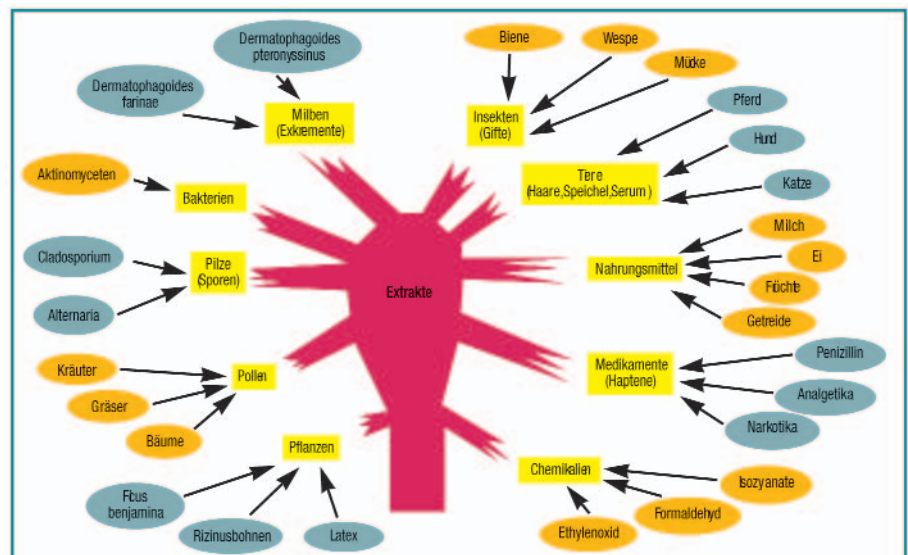 Dermatophagoides
pteronyssinus
Dermatophagoides
farinae
Milben
(Exkremente)
Aktinomyceten
Bakterien
Cladosporium
Alternaria
Pilze
(Sporen)
Kräuter
Gräser
Bäume
Pollen
Pflanzen
Ficus
benjamina
Rizinusbohnen
Latex
Extrakte
Biene
Wespe
Mücke
Insekten
(Gifte)
Pferd
Hund
Katze
Tiere
(Haare,Speichel,Serum )
Milch
Ei
Früchte
Getreide
Nahrungsmittel
Medikamente
(Haptene)
Penizillin
Analgetika
Narkotika
Chemikalien
Isozyanate
Formaldehyd
Ethylenoxid